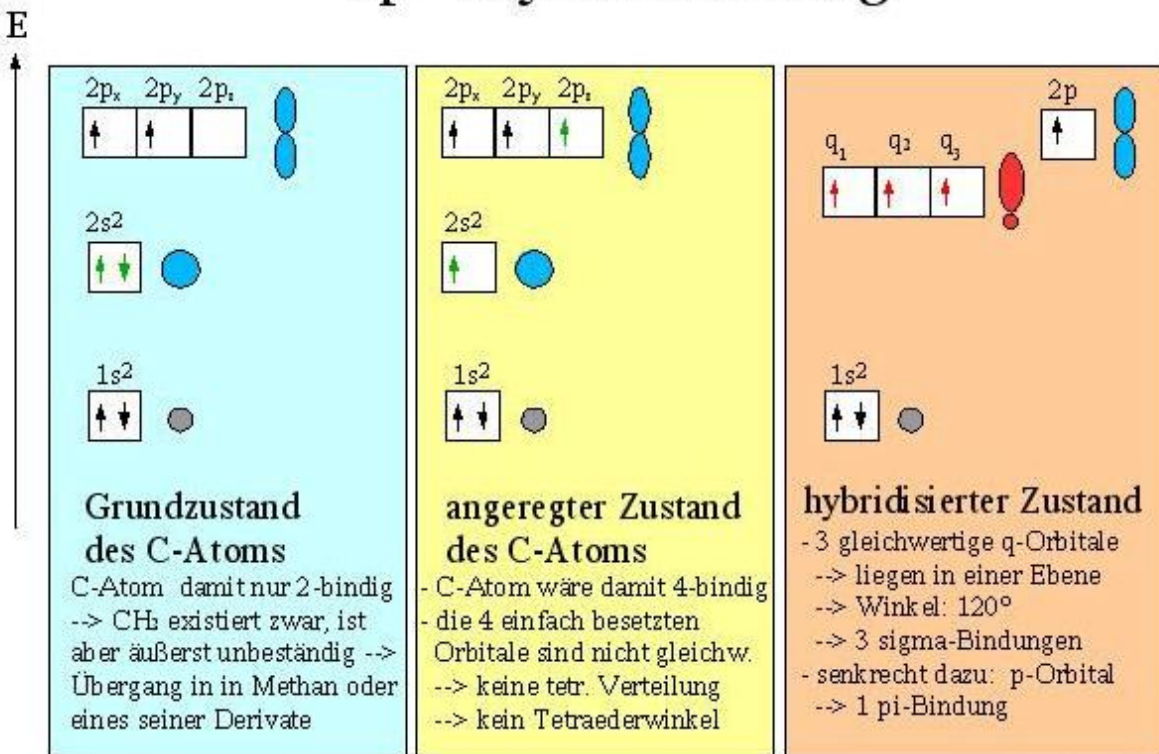 E
2pₓ 2pᵧ 2p₂
2s²
1s²
Grundzustand
des C-Atoms
C-Atom damit nur 2-bindig
--> CH₂ existiert zwar, ist
aber äußerst unbeständig -->
Übergang in in Methan oder
eines seiner Derivate
2pₓ 2pᵧ 2p₂
2s²
1s²
angeregter Zustand
des C-Atoms
- C-Atom wäre damit 4-bindig
- die 4 einfach besetzten
Orbitale sind nicht gleichw.
--> keine tetr. Verteilung
--> kein Tetraederwinkel
2p
q₁ q₂ q₃
1s²
hybridisierter Zustand
- 3 gleichwertige q-Orbitale
--> liegen in einer Ebene
--> Winkel: 120°
--> 3 sigma-Bindungen
- senkrecht dazu: p-Orbital
--> 1 pi-Bindung